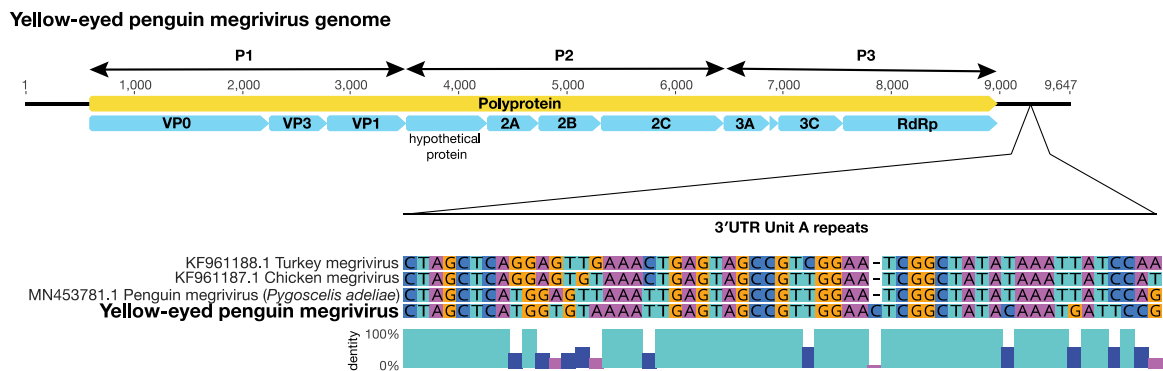 Yellow-eyed penguin megrivirus genome
P1 P2 P3
1 1,000 2,000 3,000 4,000 5,000 6,000 7,000 8,000 9,000 9,647
Polyprotein
VP0 VP3 VP1 2A 2B 2C 3A 3C RdRp
hypothetical
protein
3′UTR Unit A repeats
KF961188.1 Turkey megrivirus CTAGCTCAGGAGTTGAAACTGAGTAGCCGTCGGAA-TCGGCTATATAAATTATCCAA
KF961187.1 Chicken megrivirus CTAGCTCAGGAGTGTAAACTGAGTAGCCGTTGGAA-TCGGCTATATAAATTATCCAT
MN453781.1 Penguin megrivirus (Pygoscelis adeliae) CTAGCTCATGGAGTTAAATTGAGTAGCCGTTGGAA-TCGGCTATATAAATTATCCAG
Yellow-eyed penguin megrivirus CTAGCTCATGGTGTAAAATTGAGTAGCCGTTGGAACTCGGCTATACAAATGATTCCG
100%
dentity
0%